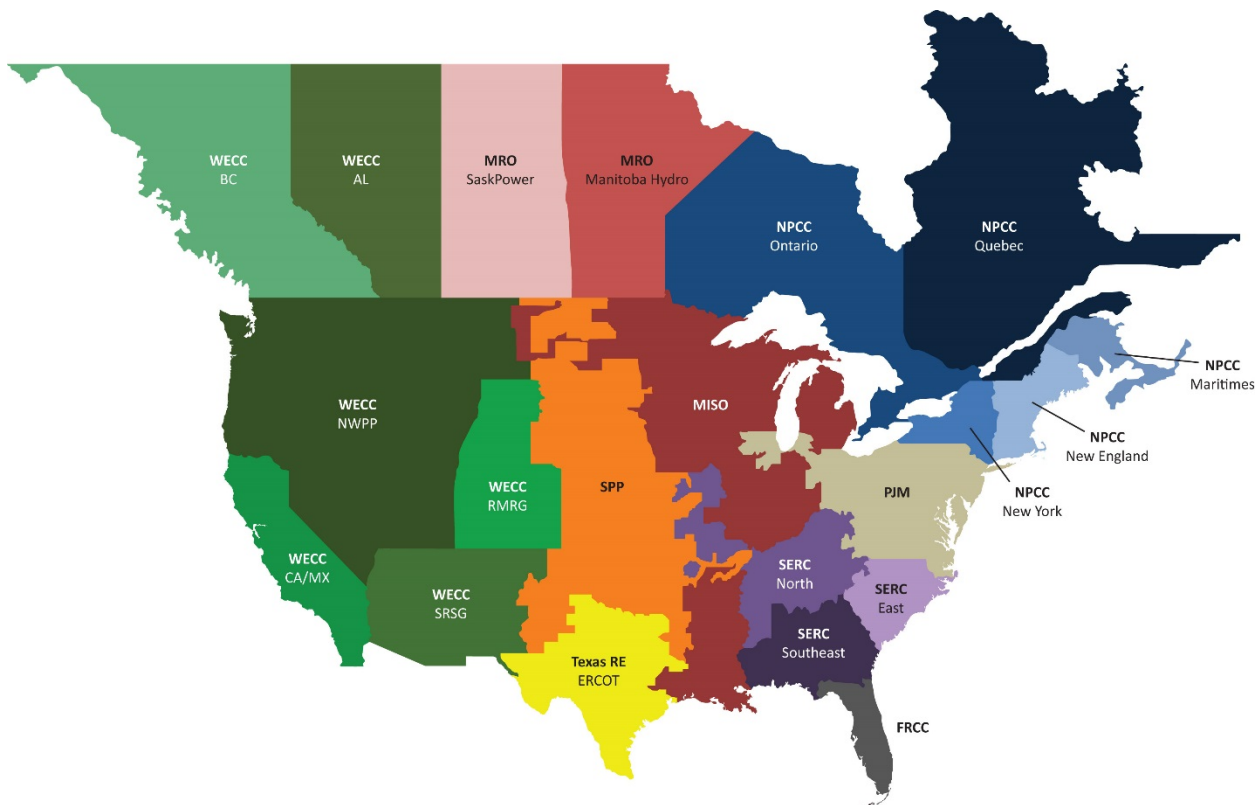 WECC
BC
WECC
AL
MRO
SaskPower
MRO
Manitoba Hydro
NPCC
Ontario
NPCC
Quebec
NPCC
Maritimes
WECC
NWPP
MISO
NPCC
New England
WECC
RMRG
SPP
PJM
NPCC
New York
WECC
CA/MX
WECC
SRSG
SERC
North
SERC
East
SERC
Southeast
Texas RE
ERCOT
FRCC